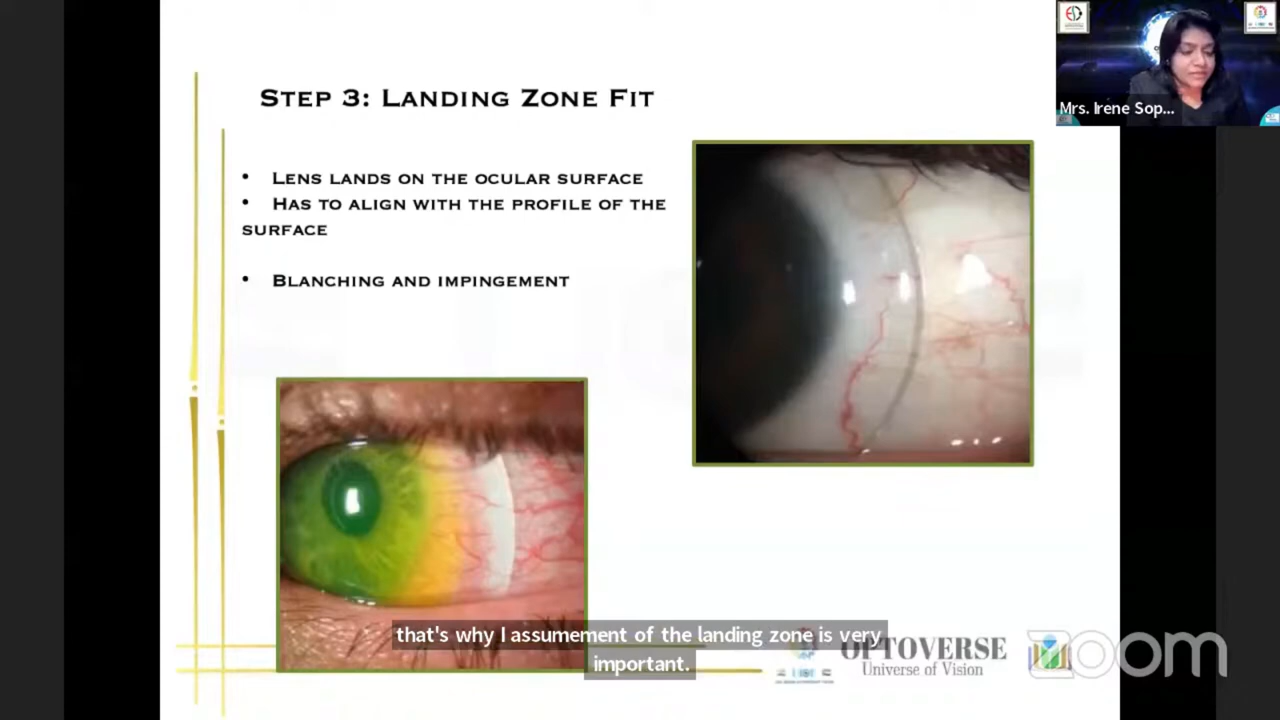 STEP 3: LANDING ZONE FIT
• LENS LANDS ON THE OCULAR SURFACE
• HAS TO ALIGN WITH THE PROFILE OF THE
SURFACE
• BLANCHING AND IMPINGEMENT
Mrs. Irene Sop...
that's why I assumement of the landing zone is very
important.
OPTOVERSE
Universe of Vision
zoom